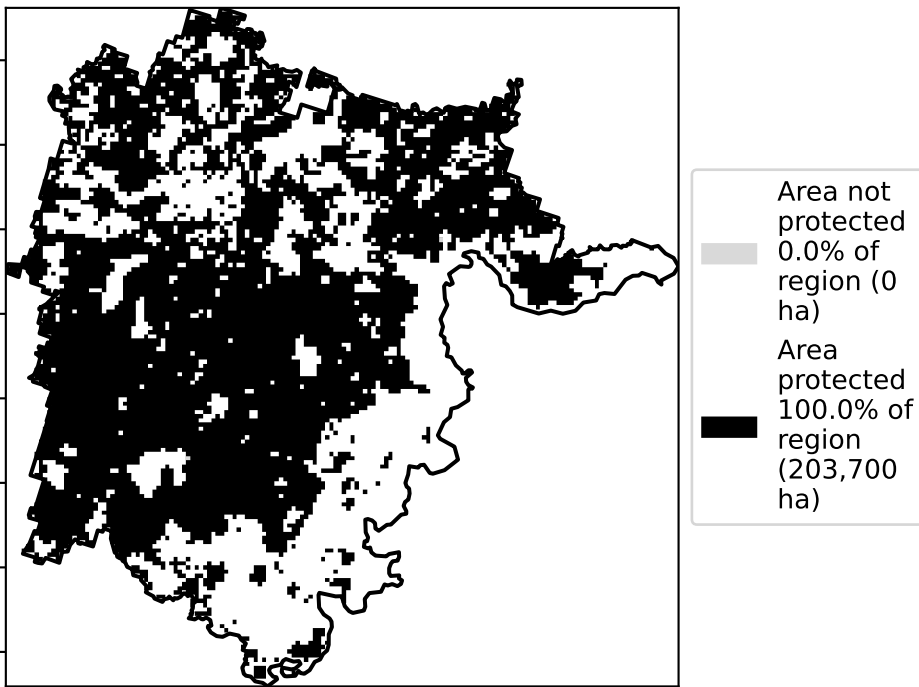 Area not
protected
0.0% of
region (0
ha)
Area
protected
100.0% of
region
(203,700
ha)